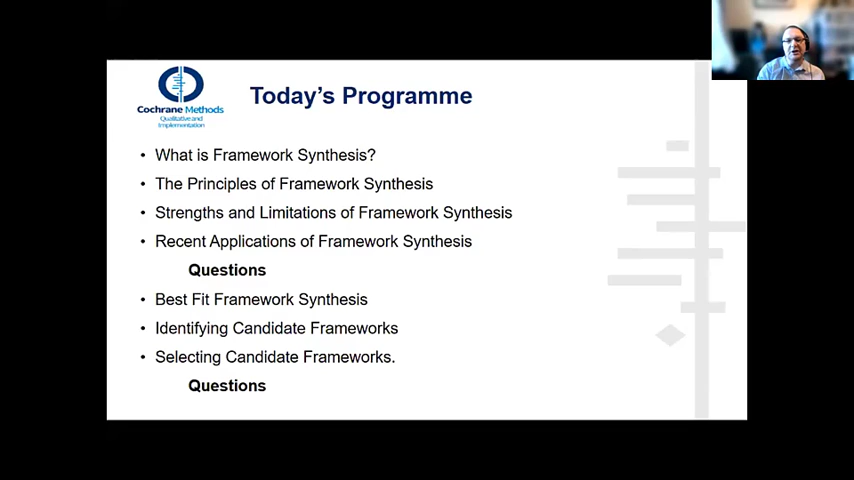 Today's Programme
Cochrane Methods
Qualitative and
Implementation
• What is Framework Synthesis?
• The Principles of Framework Synthesis
• Strengths and Limitations of Framework Synthesis
• Recent Applications of Framework Synthesis
Questions
• Best Fit Framework Synthesis
• Identifying Candidate Frameworks
• Selecting Candidate Frameworks.
Questions